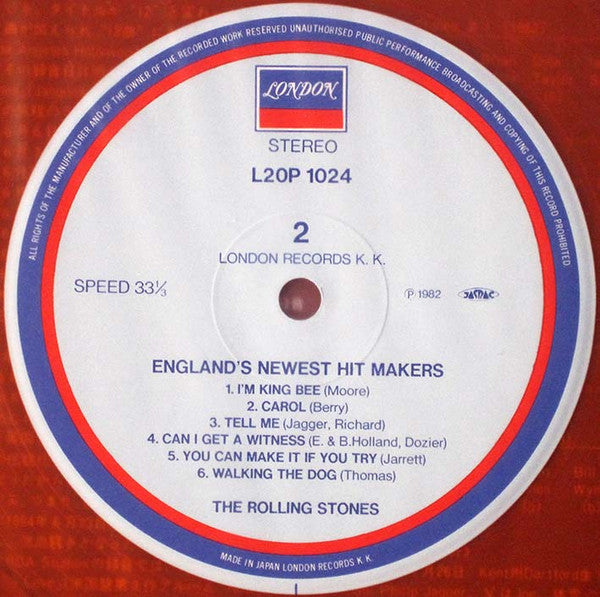 ALL RIGHTS OF THE MANUFACTURER AND OF THE OWNER OF THE RECORDED WORK RESERVED UNAUTHORISED PUBLIC PERFORMANCE BROADCASTING AND COPYING OF THIS RECORD PROHIBITED
LONDON
STEREO
L20P 1024
2
LONDON RECORDS K. K.
SPEED 33⅓
℗ 1982 JASRAC
ENGLAND'S NEWEST HIT MAKERS
1. I'M KING BEE (Moore)
2. CAROL (Berry)
3. TELL ME (Jagger, Richard)
4. CAN I GET A WITNESS (E. & B.Holland, Dozier)
5. YOU CAN MAKE IT IF YOU TRY (Jarrett)
6. WALKING THE DOG (Thomas)
THE ROLLING STONES
MADE IN JAPAN LONDON RECORDS K. K.